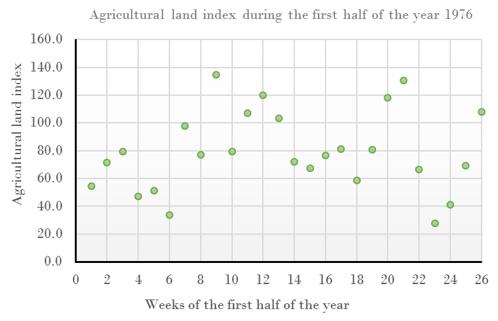 Agricultural land index during the first half of the year 1976
160.0
140.0
120.0
100.0
80.0
60.0
40.0
20.0
0.0
Agricultural land index
0 2 4 6 8 10 12 14 16 18 20 22 24 26
Weeks of the first half of the year